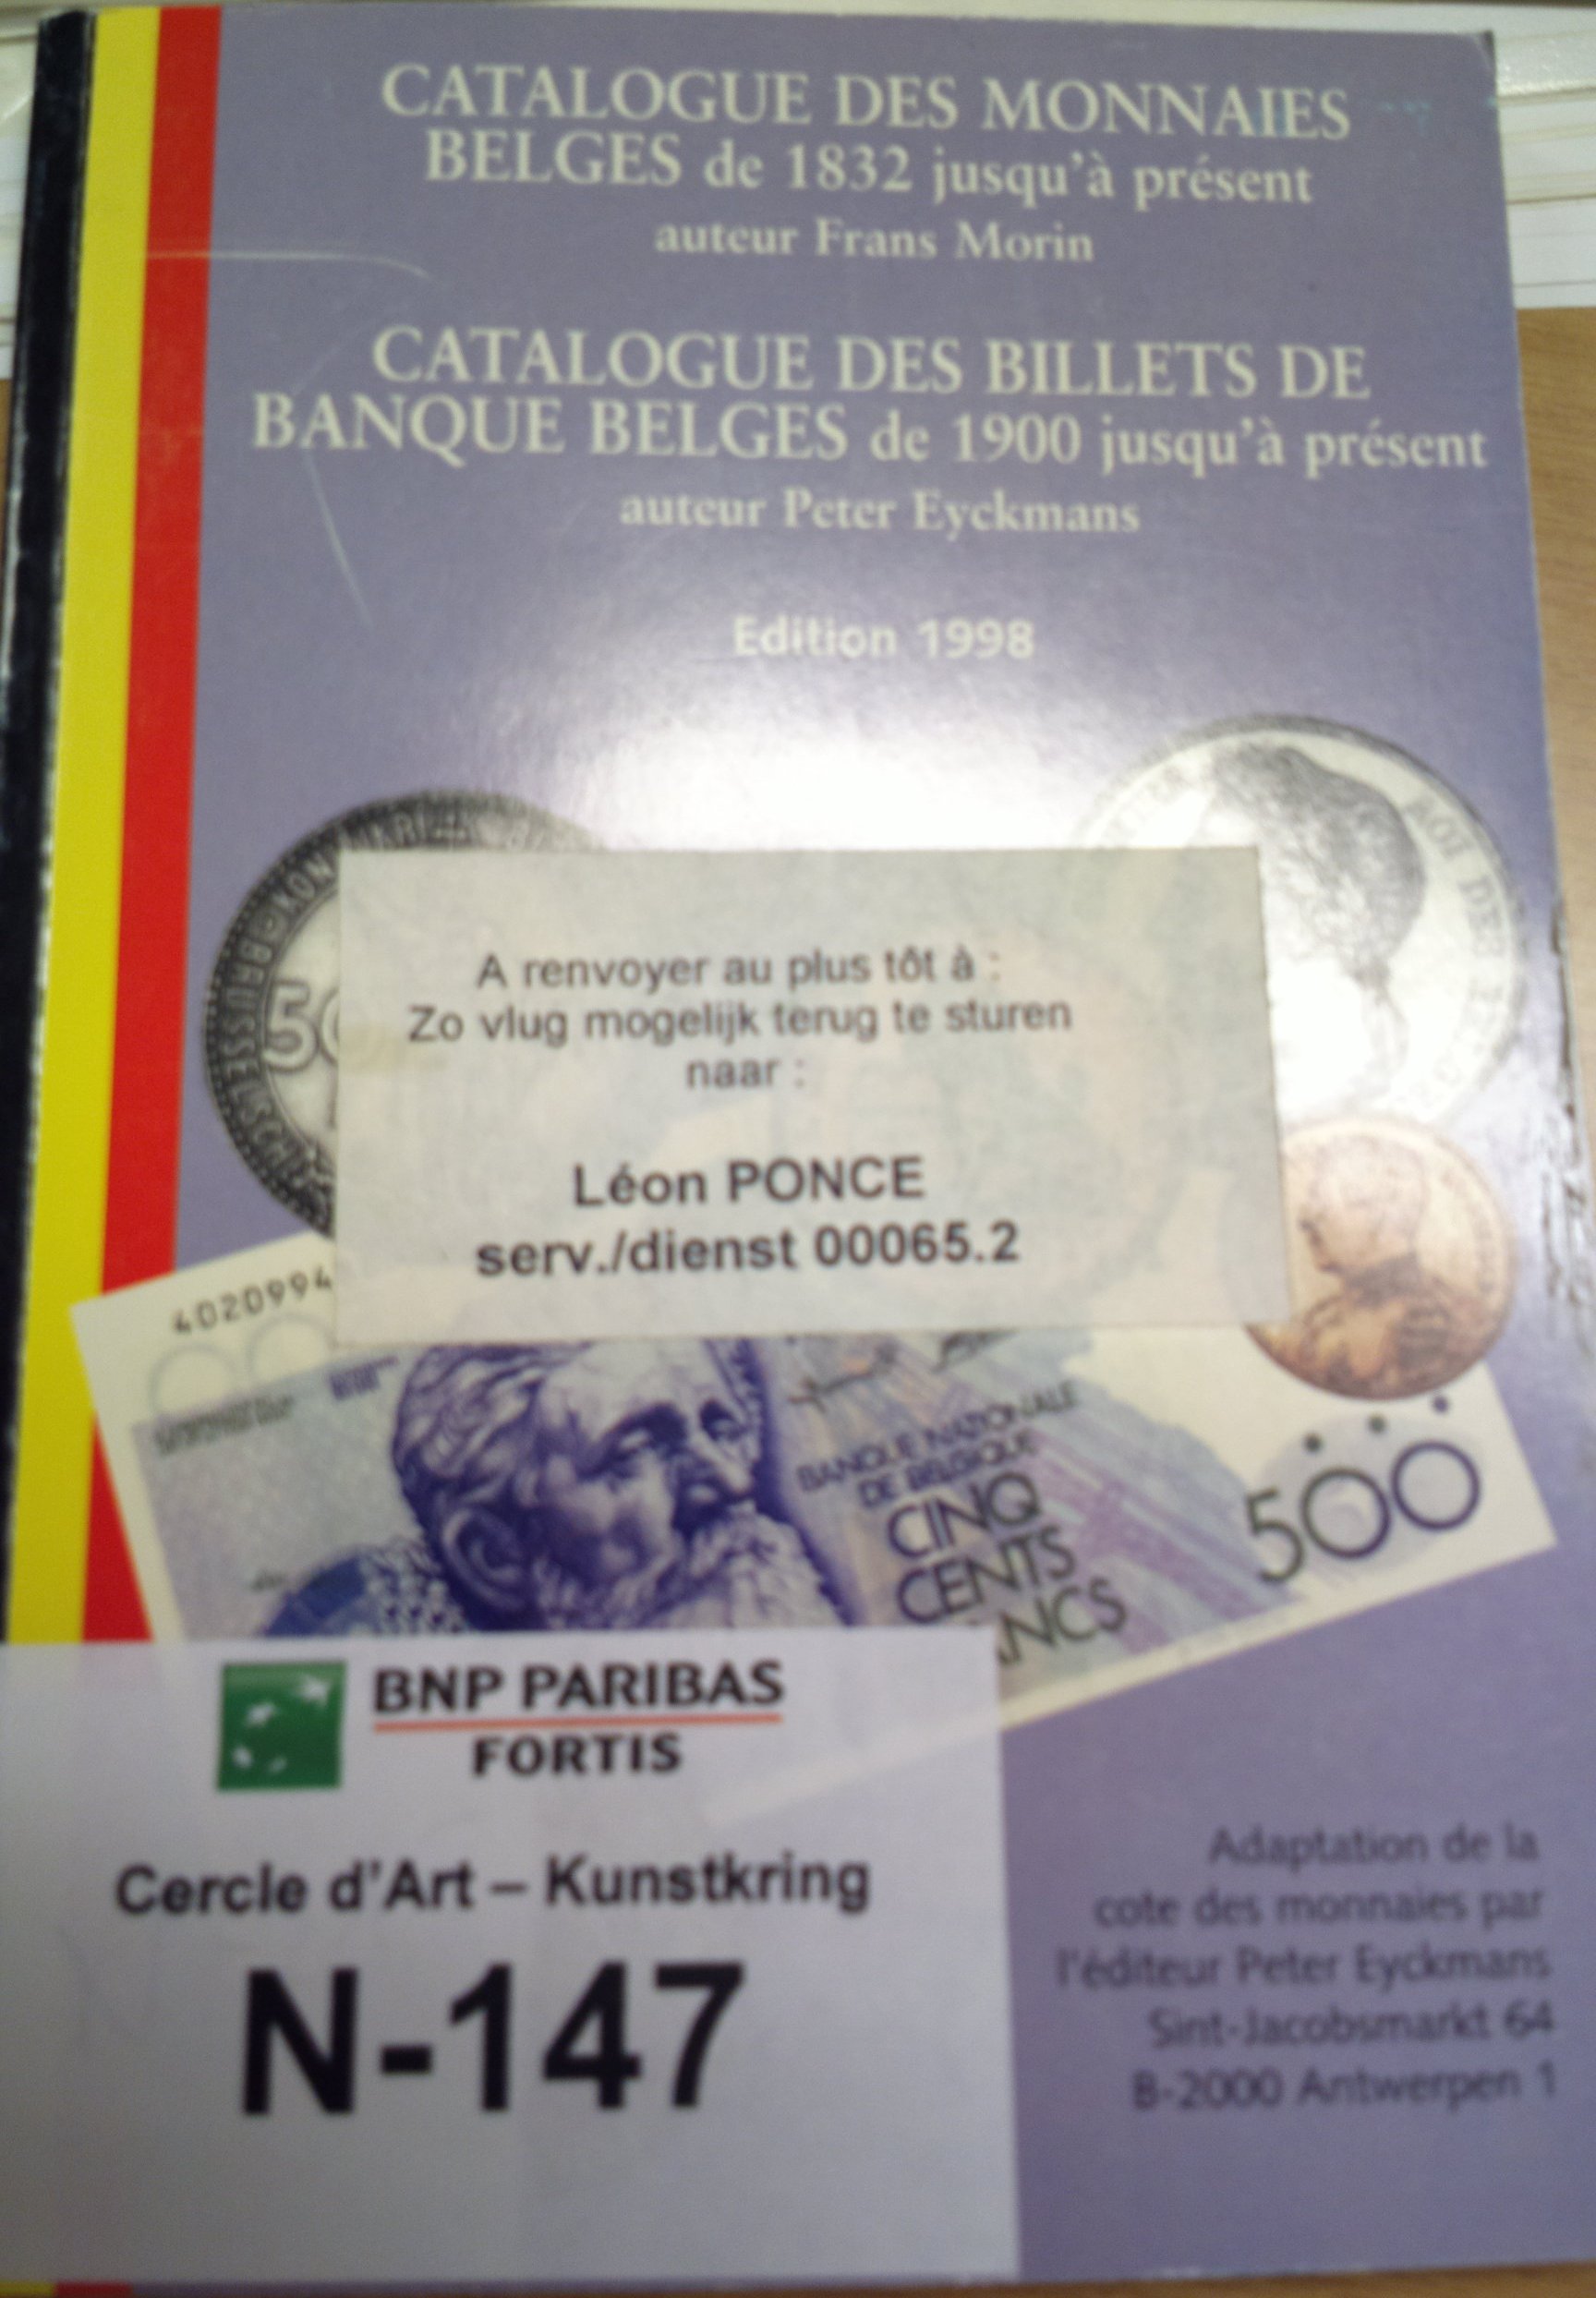 CATALOGUE DES MONNAIES
BELGES de 1832 jusqu'à présent
auteur Frans Morin
CATALOGUE DES BILLETS DE
BANQUE BELGES de 1900 jusqu'à présent
auteur Peter Eyckmans
Edition 1998
A renvoyer au plus tôt à :
Zo vlug mogelijk terug te sturen
naar :
Léon PONCE
serv./dienst 00065.2
4020994
BANQUE NATIONALE
DE BELGIQUE
CINQ
CENTS
500
BNP PARIBAS
FORTIS
Cercle d'Art – Kunstkring
N-147
Adaptation de la
cote des monnaies par
l'éditeur Peter Eyckmans
Sint-Jacobsmarkt 64
B-2000 Antwerpen 1